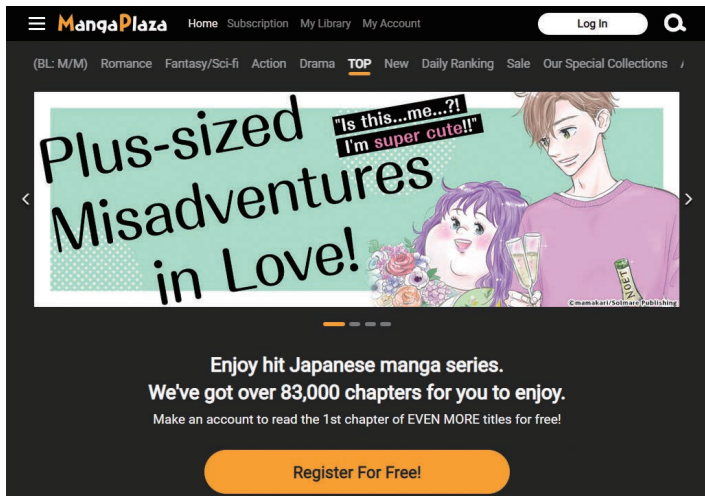 MangaPlaza Home Subscription My Library My Account Log In
(BL: M/M) Romance Fantasy/Sci-fi Action Drama TOP New Daily Ranking Sale Our Special Collections
Plus-sized
Misadventures
in Love!
"Is this...me...?!
I'm super cute!!"
NOET
©mamakari/Solmare Publishing
Enjoy hit Japanese manga series.
We've got over 83,000 chapters for you to enjoy.
Make an account to read the 1st chapter of EVEN MORE titles for free!
Register For Free!